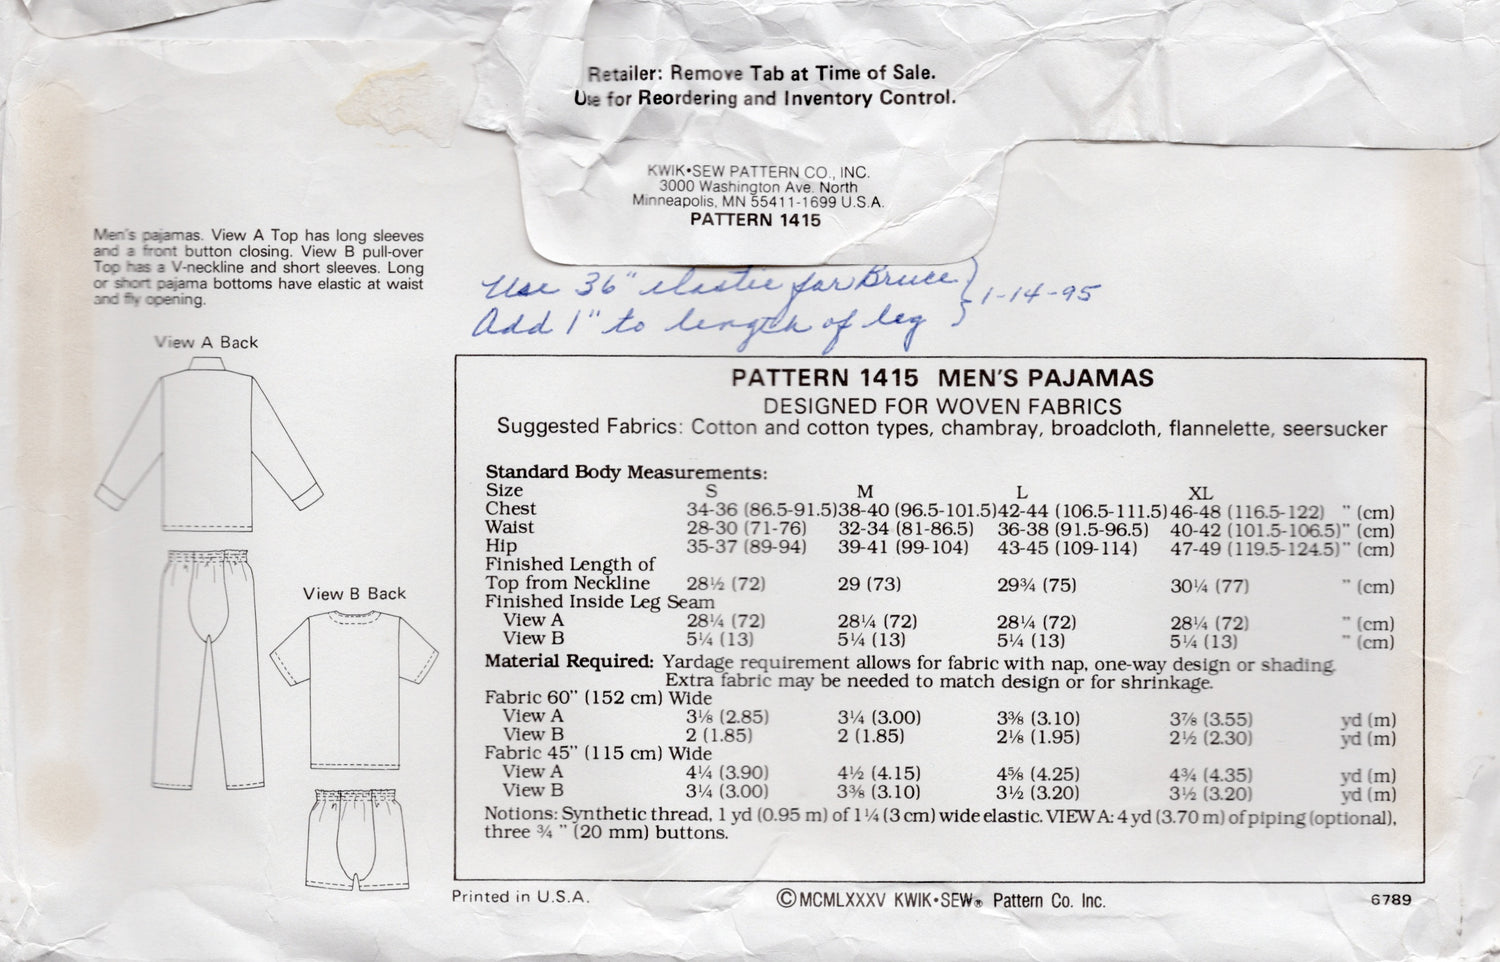 Retailer: Remove Tab at Time of Sale.
Use for Reordering and Inventory Control.
KWIK•SEW PATTERN CO., INC.
3000 Washington Ave. North
Minneapolis, MN 55411-1699 U.S.A.
PATTERN 1415
Men's pajamas. View A Top has long sleeves
and a front button closing. View B pull-over
Top has a V-neckline and short sleeves. Long
or short pajama bottoms have elastic at waist
and fly opening.
Use 36" elastic for Bruce } 1-14-95
Add 1" to length of leg }
View A Back
View B Back
PATTERN 1415 MEN'S PAJAMAS
DESIGNED FOR WOVEN FABRICS
Suggested Fabrics: Cotton and cotton types, chambray, broadcloth, flannelette, seersucker
Standard Body Measurements:
Size S M L XL
Chest 34-36 (86.5-91.5) 38-40 (96.5-101.5) 42-44 (106.5-111.5) 46-48 (116.5-122) " (cm)
Waist 28-30 (71-76) 32-34 (81-86.5) 36-38 (91.5-96.5) 40-42 (101.5-106.5) " (cm)
Hip 35-37 (89-94) 39-41 (99-104) 43-45 (109-114) 47-49 (119.5-124.5) " (cm)
Finished Length of
Top from Neckline 28½ (72) 29 (73) 29¾ (75) 30¼ (77) " (cm)
Finished Inside Leg Seam
View A 28¼ (72) 28¼ (72) 28¼ (72) 28¼ (72) " (cm)
View B 5¼ (13) 5¼ (13) 5¼ (13) 5¼ (13) " (cm)
Material Required: Yardage requirement allows for fabric with nap, one-way design or shading.
Extra fabric may be needed to match design or for shrinkage.
Fabric 60" (152 cm) Wide
View A 3⅛ (2.85) 3¼ (3.00) 3⅜ (3.10) 3⅞ (3.55) yd (m)
View B 2 (1.85) 2 (1.85) 2⅛ (1.95) 2½ (2.30) yd (m)
Fabric 45" (115 cm) Wide
View A 4¼ (3.90) 4½ (4.15) 4⅝ (4.25) 4¾ (4.35) yd (m)
View B 3¼ (3.00) 3⅜ (3.10) 3½ (3.20) 3½ (3.20) yd (m)
Notions: Synthetic thread, 1 yd (0.95 m) of 1¼ (3 cm) wide elastic. VIEW A: 4 yd (3.70 m) of piping (optional),
three ¾ " (20 mm) buttons.
Printed in U.S.A.
©MCMLXXXV KWIK•SEW® Pattern Co. Inc.
6789